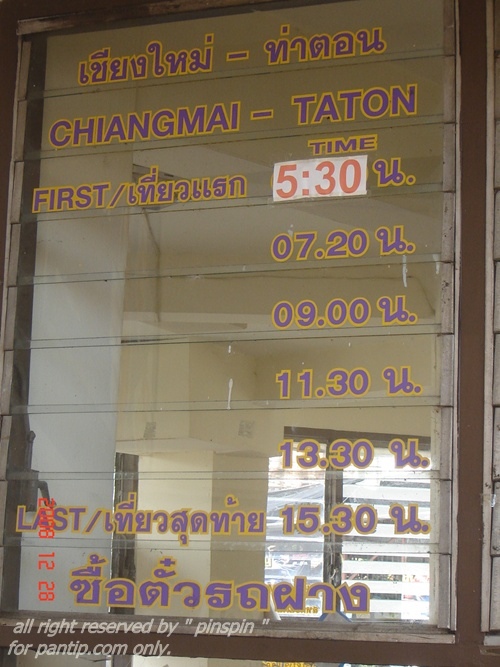 เชียงใหม่ - ท่าตอน
CHIANGMAI - TATON
TIME
FIRST/เที่ยวแรก 5:30 น.
07.20 น.
09.00 น.
11.30 น.
13.30 น.
LAST/เที่ยวสุดท้าย 15.30 น.
ซื้อตั๋วรถฝาง
2008 12 28
all right reserved by " pinspin "
for pantip.com only.